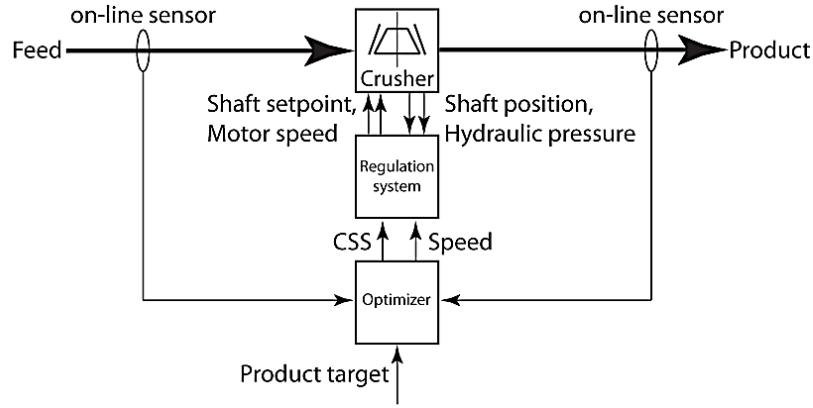 on-line sensor
on-line sensor
Feed
Product
Crusher
Shaft setpoint,
Motor speed
Shaft position,
Hydraulic pressure
Regulation
system
CSS
Speed
Optimizer
Product target